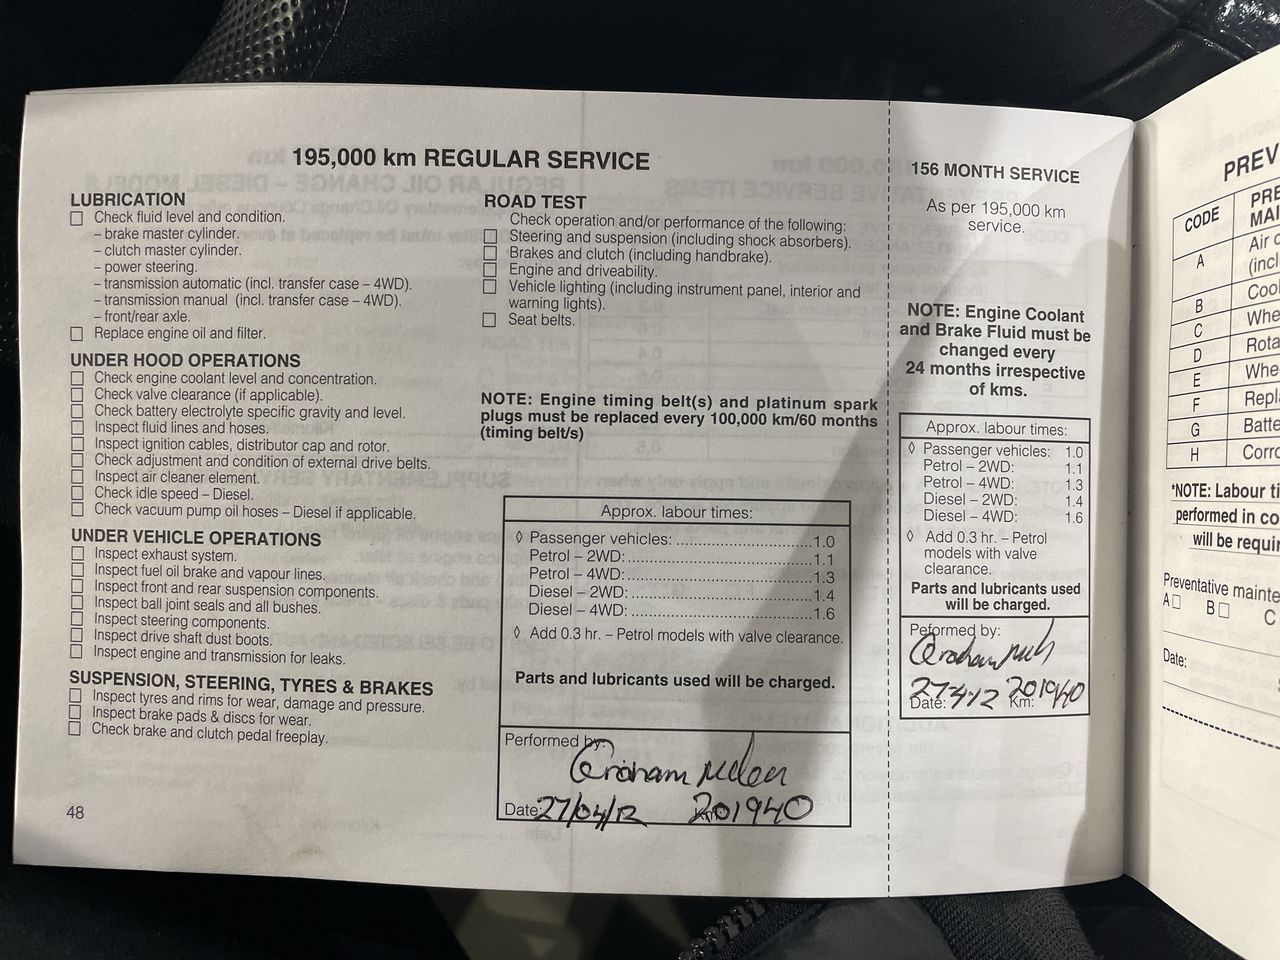 195,000 km REGULAR SERVICE
LUBRICATION
Check fluid level and condition.
– brake master cylinder.
– clutch master cylinder.
– power steering.
– transmission automatic (incl. transfer case – 4WD).
– transmission manual (incl. transfer case – 4WD).
– front/rear axle.
Replace engine oil and filter.
UNDER HOOD OPERATIONS
Check engine coolant level and concentration.
Check valve clearance (if applicable).
Check battery electrolyte specific gravity and level.
Inspect fluid lines and hoses.
Inspect ignition cables, distributor cap and rotor.
Check adjustment and condition of external drive belts.
Inspect air cleaner element.
Check idle speed – Diesel.
Check vacuum pump oil hoses – Diesel if applicable.
UNDER VEHICLE OPERATIONS
Inspect exhaust system.
Inspect fuel oil brake and vapour lines.
Inspect front and rear suspension components.
Inspect ball joint seals and all bushes.
Inspect steering components.
Inspect drive shaft dust boots.
Inspect engine and transmission for leaks.
SUSPENSION, STEERING, TYRES & BRAKES
Inspect tyres and rims for wear, damage and pressure.
Inspect brake pads & discs for wear.
Check brake and clutch pedal freeplay.
48
ROAD TEST
Check operation and/or performance of the following:
Steering and suspension (including shock absorbers).
Brakes and clutch (including handbrake).
Engine and driveability.
Vehicle lighting (including instrument panel, interior and
warning lights).
Seat belts.
NOTE: Engine timing belt(s) and platinum spark
plugs must be replaced every 100,000 km/60 months
(timing belt/s)
Approx. labour times:
◊ Passenger vehicles: 1.0
Petrol – 2WD: 1.1
Petrol – 4WD: 1.3
Diesel – 2WD: 1.4
Diesel – 4WD: 1.6
◊ Add 0.3 hr. – Petrol models with valve clearance.
Parts and lubricants used will be charged.
Performed by:
Graham
Date: 27/04/12 201940
156 MONTH SERVICE
As per 195,000 km
service.
NOTE: Engine Coolant
and Brake Fluid must be
changed every
24 months irrespective
of kms.
Approx. labour times:
◊ Passenger vehicles: 1.0
Petrol – 2WD: 1.1
Petrol – 4WD: 1.3
Diesel – 2WD: 1.4
Diesel – 4WD: 1.6
◊ Add 0.3 hr. – Petrol
models with valve
clearance.
Parts and lubricants used
will be charged.
Peformed by:
Graham
Date: 27-4-12 Km: 201940
PREV
CODE PRE
MAI
A Air c
(incl
B Cool
C Whe
D Rota
E Whe
F Repl
G Batte
H Corro
*NOTE: Labour ti
performed in co
will be requir
Preventative mainte
A B C
Date: